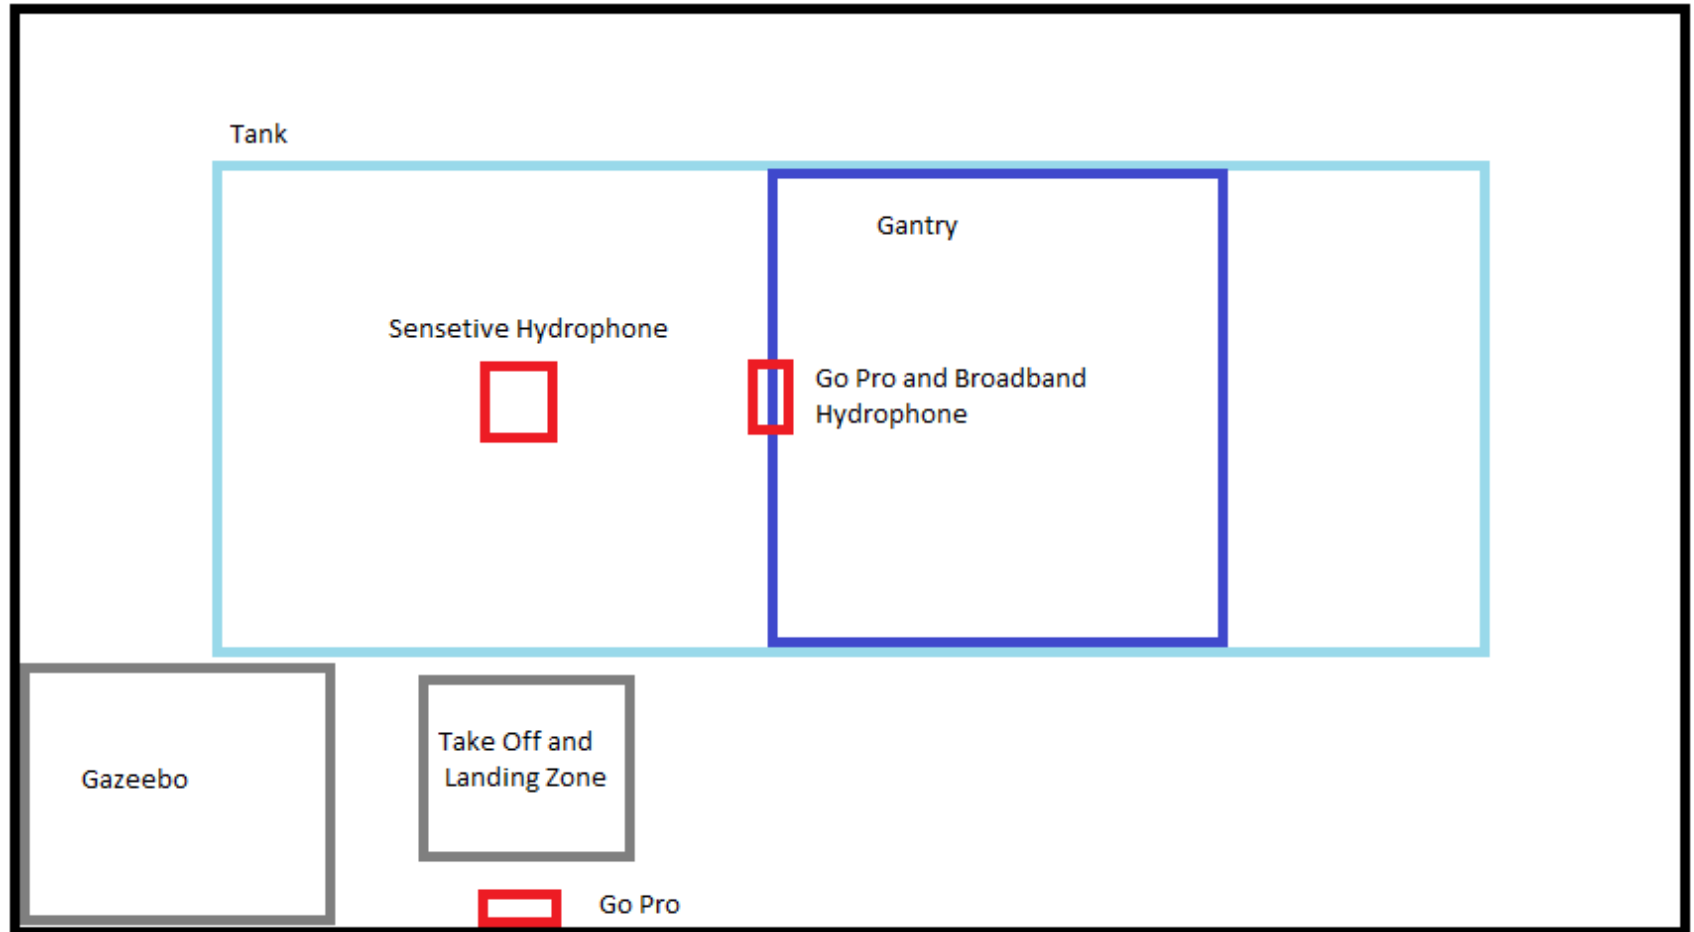 Tank
Gantry
Sensetive Hydrophone
Go Pro and Broadband
Hydrophone
Take Off and
Landing Zone
Gazeebo
Go Pro